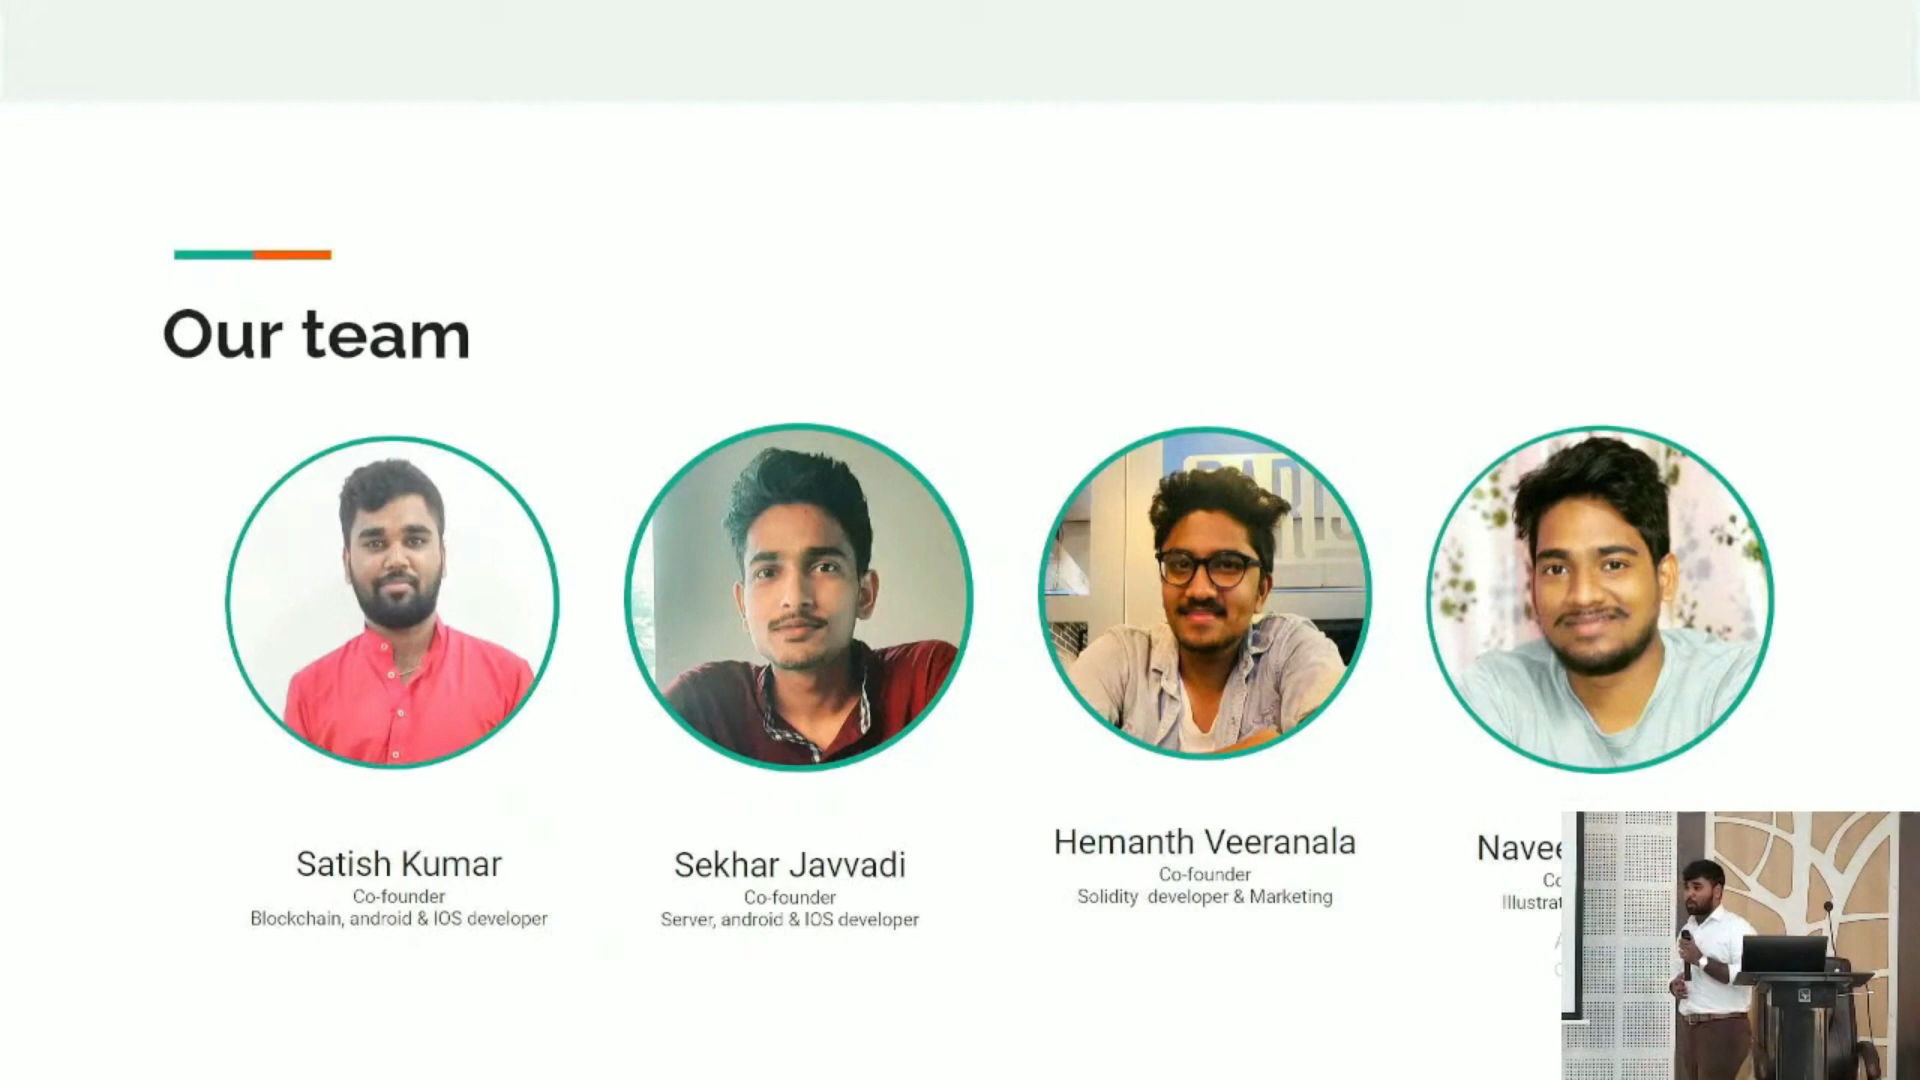 Our team
PARIS
Satish Kumar
Co-founder
Blockchain, android & IOS developer
Sekhar Javvadi
Co-founder
Server, android & IOS developer
Hemanth Veeranala
Co-founder
Solidity developer & Marketing